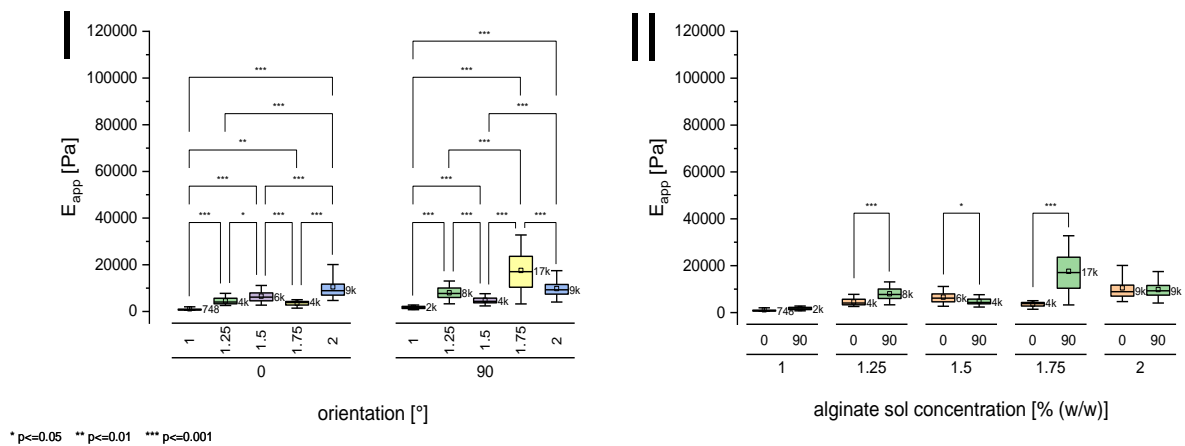 I
120000
100000
80000
60000
40000
20000
0
E_app [Pa]
***
***
***
**
***
***
***
*
***
***
***
***
***
***
***
***
***
***
***
748
4k
6k
4k
9k
2k
8k
4k
17k
9k
1 1.25 1.5 1.75 2 1 1.25 1.5 1.75 2
0 90
orientation [°]
* p<=0.05 ** p<=0.01 *** p<=0.001
II
120000
100000
80000
60000
40000
20000
0
E_app [Pa]
*** * ***
748
2k
4k
8k
6k
4k
4k
17k
9k
9k
0 90 0 90 0 90 0 90 0 90
1 1.25 1.5 1.75 2
alginate sol concentration [% (w/w)]